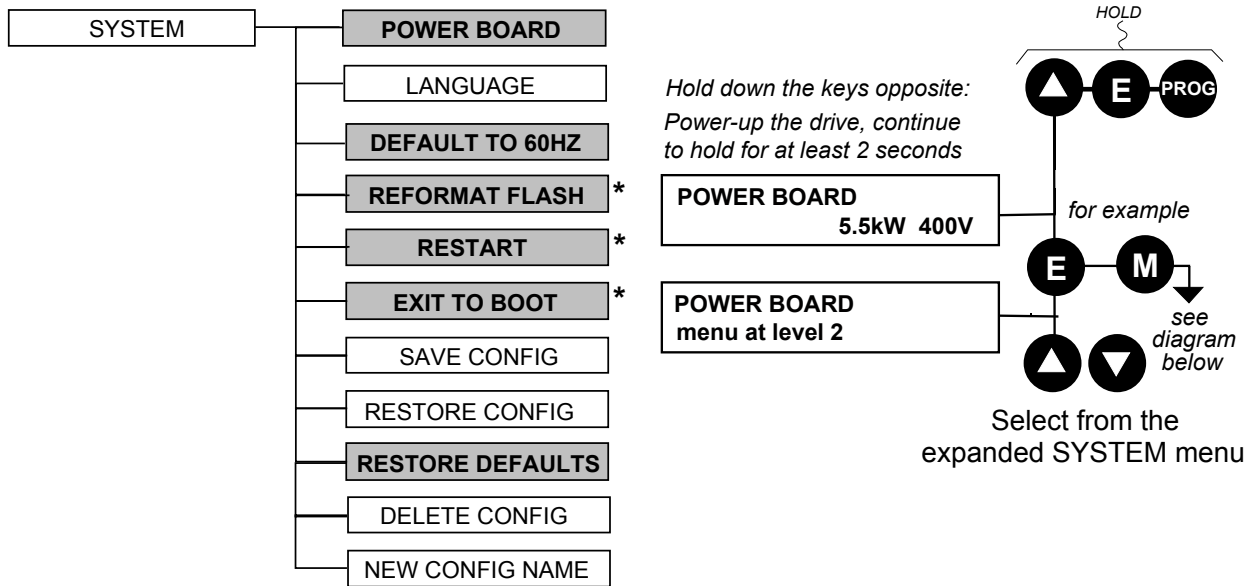 SYSTEM
POWER BOARD
LANGUAGE
DEFAULT TO 60HZ
REFORMAT FLASH *
RESTART *
EXIT TO BOOT *
SAVE CONFIG
RESTORE CONFIG
RESTORE DEFAULTS
DELETE CONFIG
NEW CONFIG NAME
Hold down the keys opposite:
Power-up the drive, continue
to hold for at least 2 seconds
HOLD
E
PROG
POWER BOARD
5.5kW 400V
for example
E
M
POWER BOARD
menu at level 2
see
diagram
below
Select from the
expanded SYSTEM menu